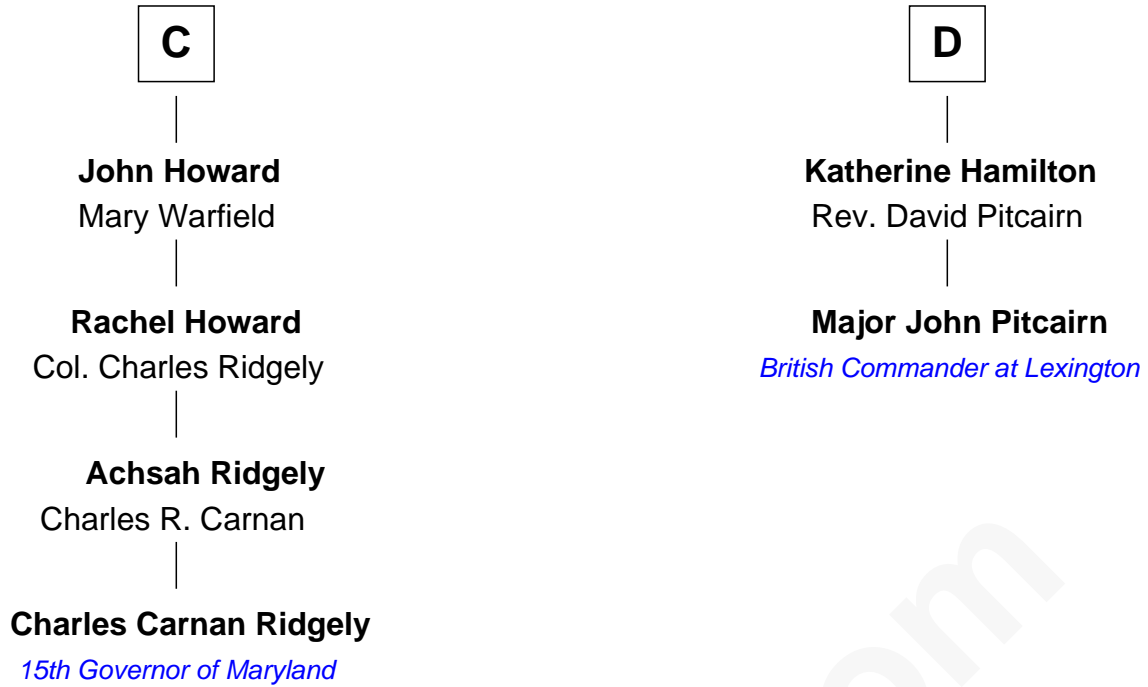 C
John Howard
Mary Warfield
Rachel Howard
Col. Charles Ridgely
Achsah Ridgely
Charles R. Carnan
Charles Carnan Ridgely
15th Governor of Maryland
D
Katherine Hamilton
Rev. David Pitcairn
Major John Pitcairn
British Commander at Lexington
om